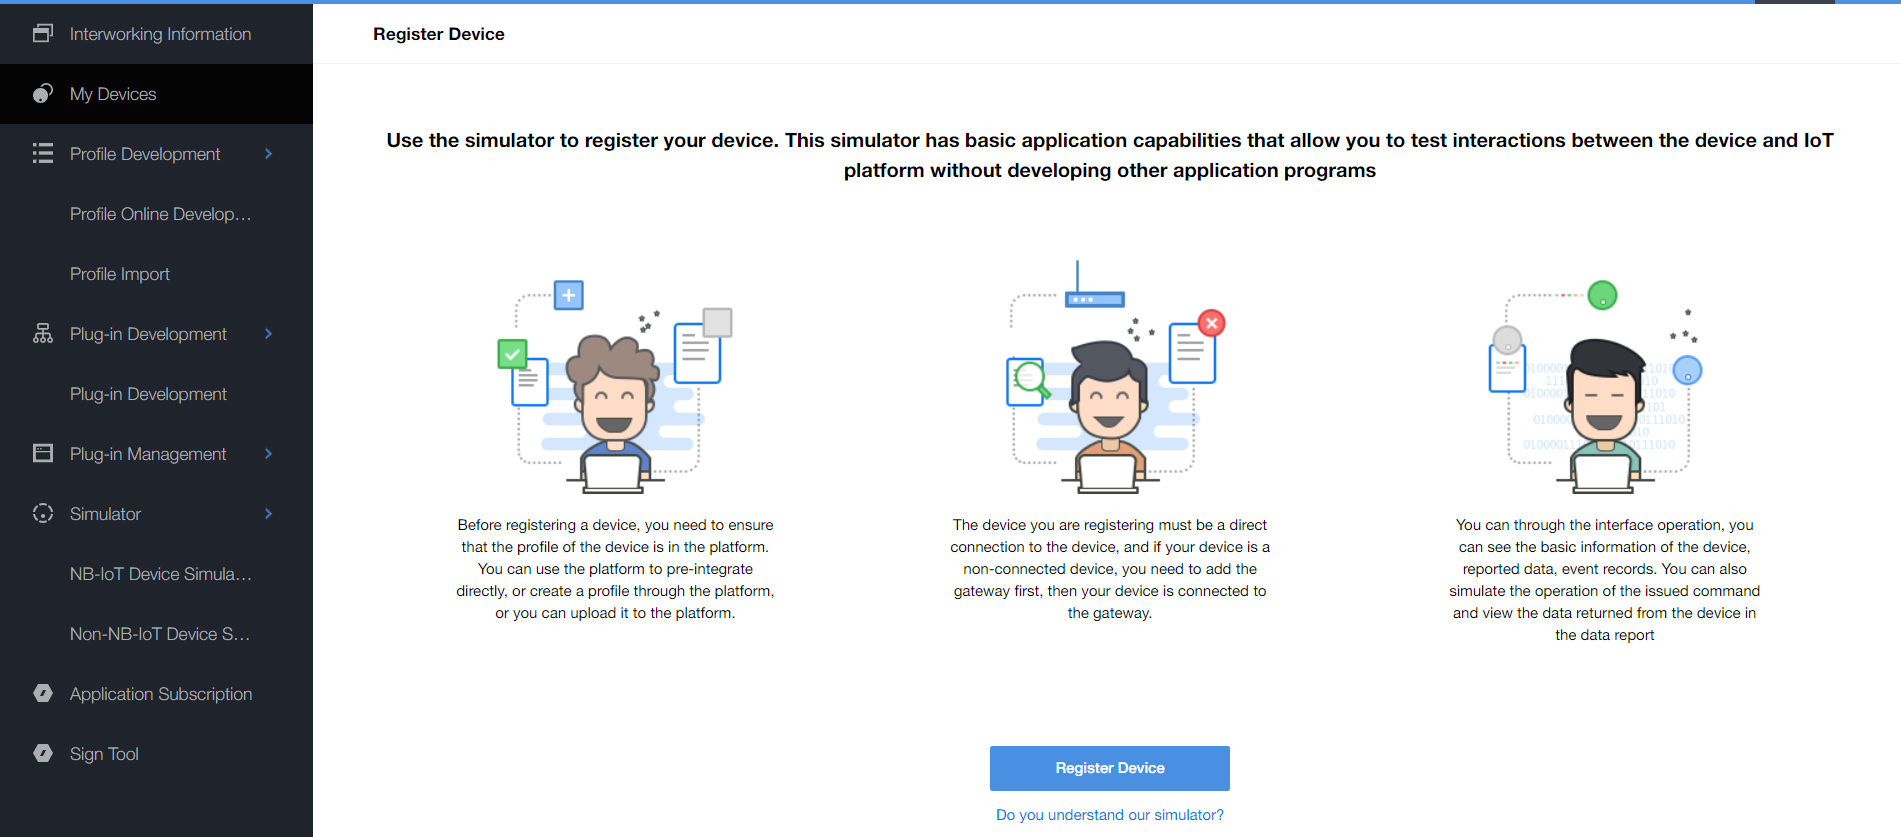 Interworking Information
My Devices
Profile Development
Profile Online Develop...
Profile Import
Plug-in Development
Plug-in Development
Plug-in Management
Simulator
NB-IoT Device Simula...
Non-NB-IoT Device S...
Application Subscription
Sign Tool
Register Device
Use the simulator to register your device. This simulator has basic application capabilities that allow you to test interactions between the device and IoT
platform without developing other application programs
Before registering a device, you need to ensure
that the profile of the device is in the platform.
You can use the platform to pre-integrate
directly, or create a profile through the platform,
or you can upload it to the platform.
The device you are registering must be a direct
connection to the device, and if your device is a
non-connected device, you need to add the
gateway first, then your device is connected to
the gateway.
You can through the interface operation, you
can see the basic information of the device,
reported data, event records. You can also
simulate the operation of the issued command
and view the data returned from the device in
the data report
Register Device
Do you understand our simulator?